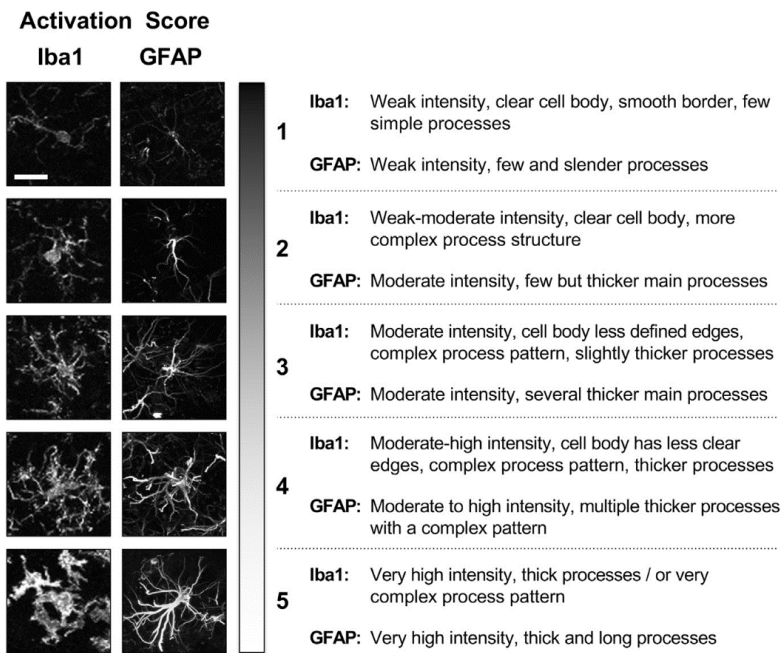 Activation Score
Iba1 GFAP
1
Iba1: Weak intensity, clear cell body, smooth border, few
simple processes
GFAP: Weak intensity, few and slender processes
2
Iba1: Weak-moderate intensity, clear cell body, more
complex process structure
GFAP: Moderate intensity, few but thicker main processes
3
Iba1: Moderate intensity, cell body less defined edges,
complex process pattern, slightly thicker processes
GFAP: Moderate intensity, several thicker main processes
4
Iba1: Moderate-high intensity, cell body has less clear
edges, complex process pattern, thicker processes
GFAP: Moderate to high intensity, multiple thicker processes
with a complex pattern
5
Iba1: Very high intensity, thick processes / or very
complex process pattern
GFAP: Very high intensity, thick and long processes